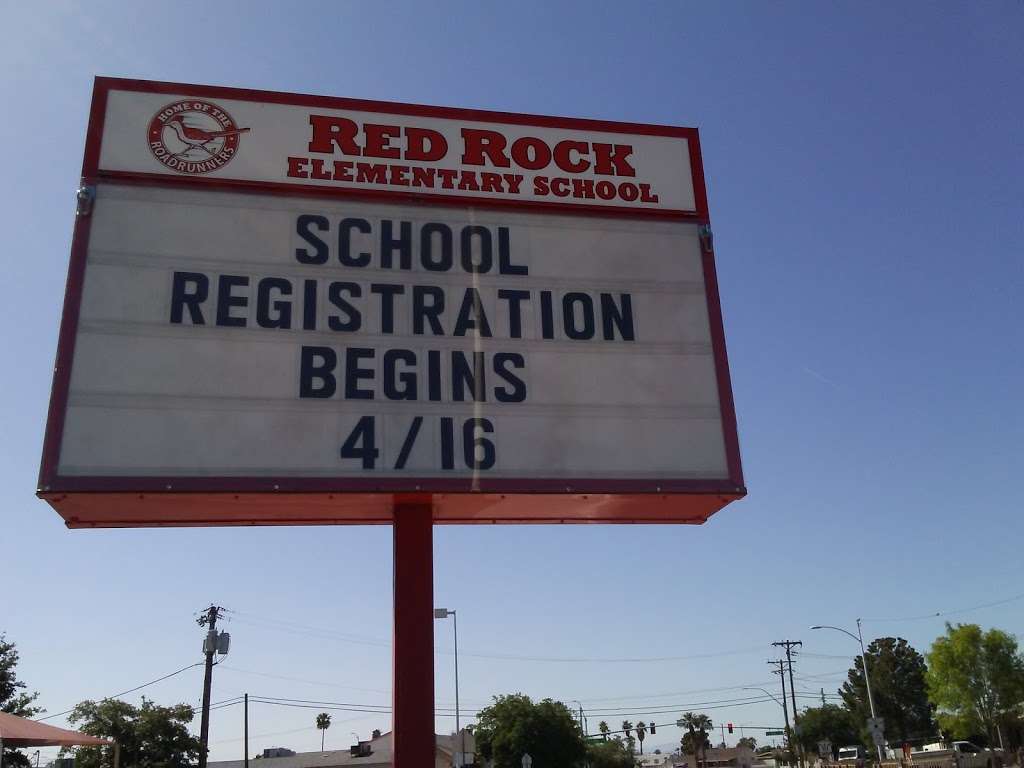 HOME OF THE
ROADRUNNERS
RED ROCK
ELEMENTARY SCHOOL
SCHOOL
REGISTRATION
BEGINS
4/16